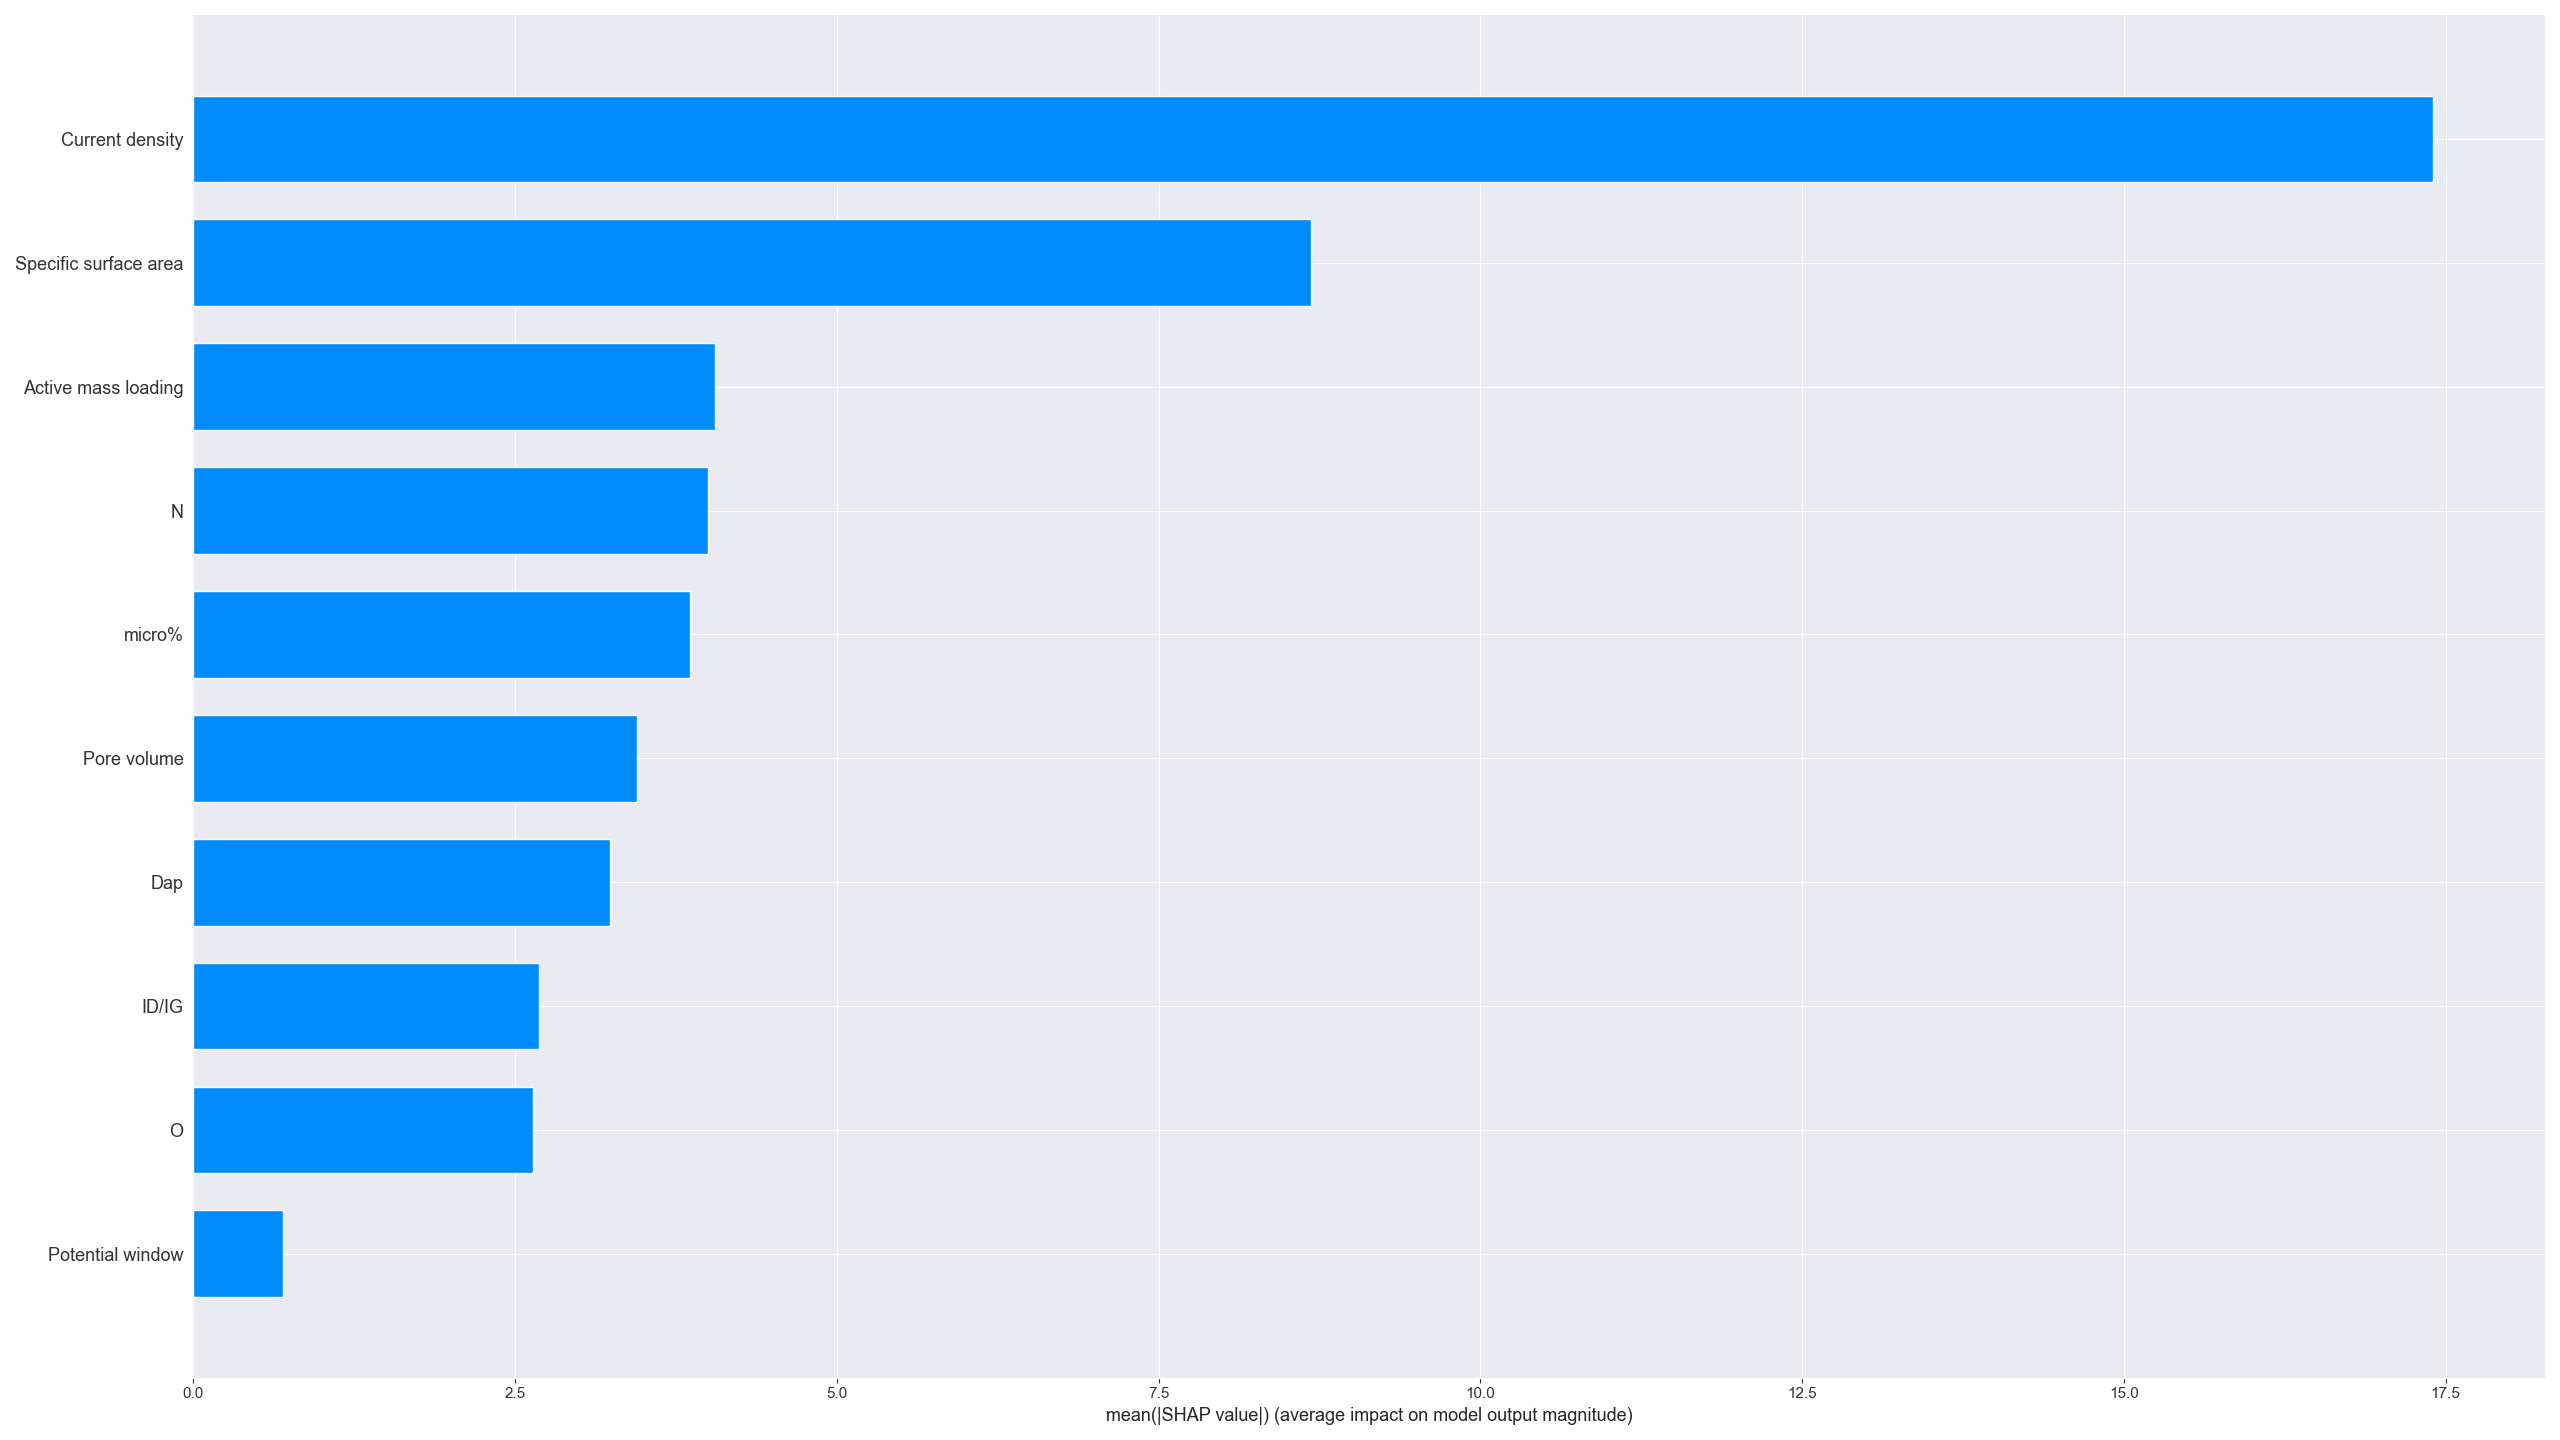 Current density
Specific surface area
Active mass loading
N
micro%
Pore volume
Dap
ID/IG
O
Potential window
0.0 2.5 5.0 7.5 10.0 12.5 15.0 17.5
mean(|SHAP value|) (average impact on model output magnitude)